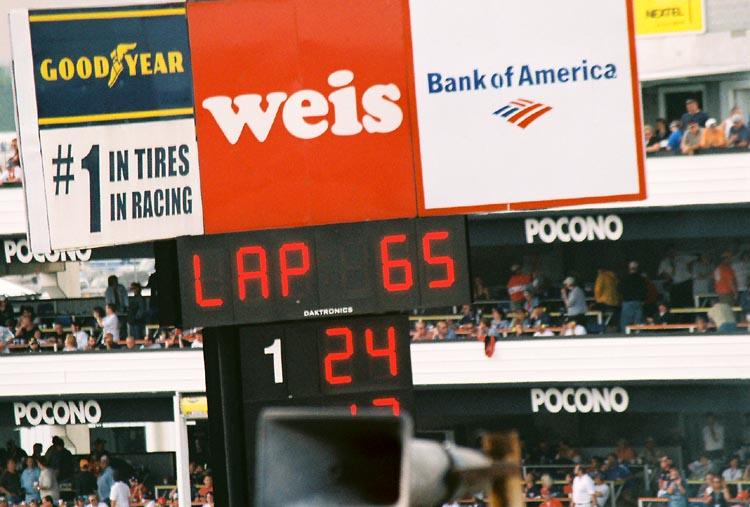 GOODYEAR
#1 IN TIRES
IN RACING
weis
Bank of America
NEXTEL
POCONO
POCONO
LAP 65
DAKTRONICS
1 24
POCONO
POCONO